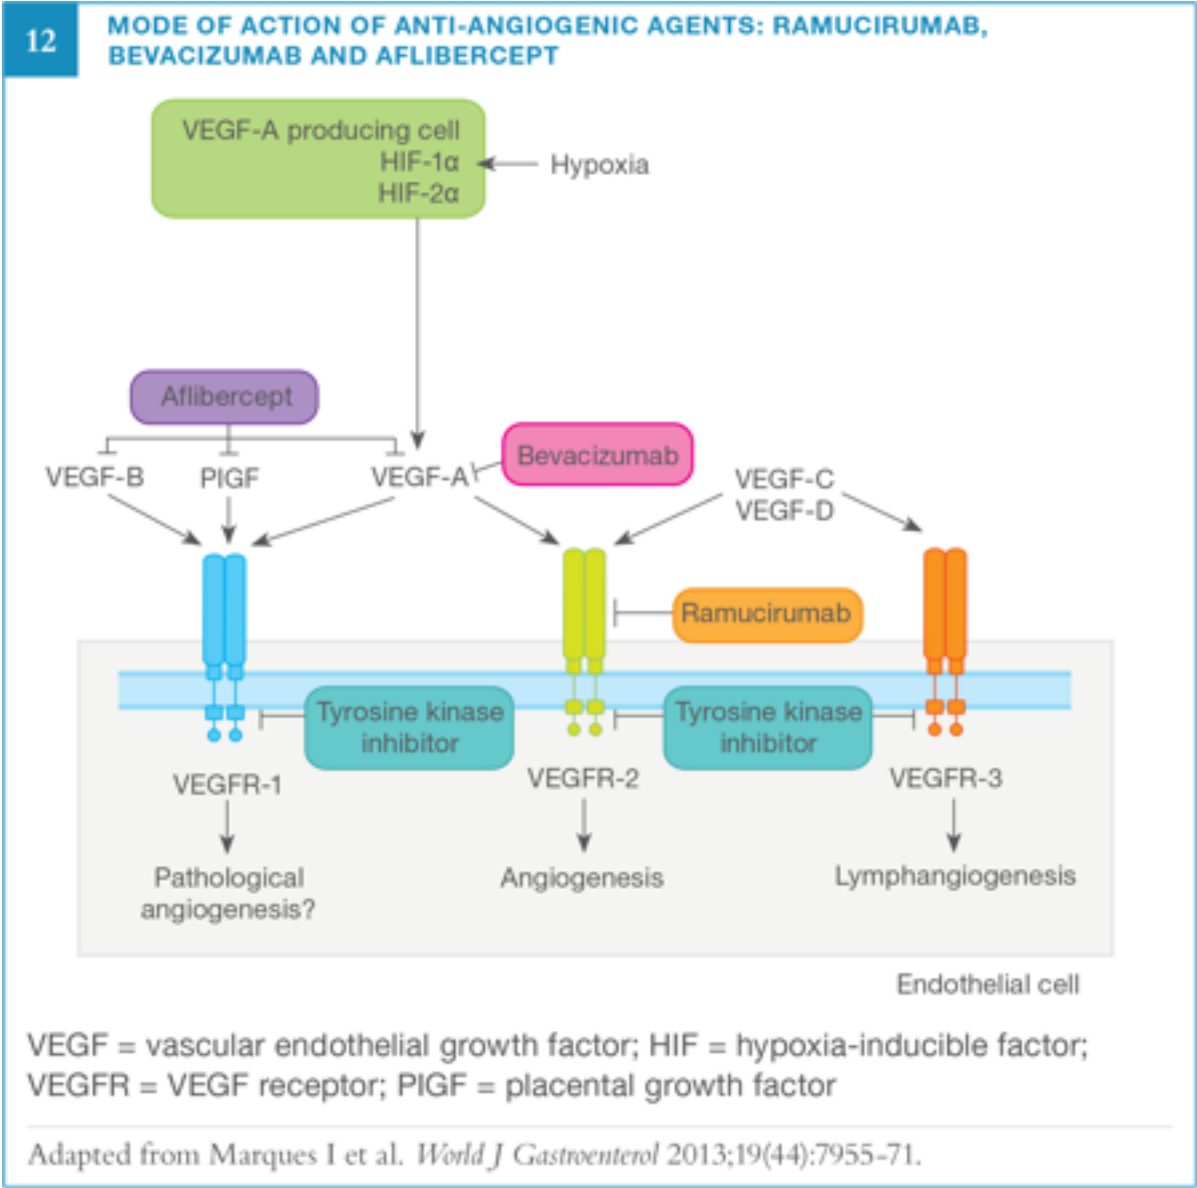 12
MODE OF ACTION OF ANTI-ANGIOGENIC AGENTS: RAMUCIRUMAB,
BEVACIZUMAB AND AFLIBERCEPT
VEGF-A producing cell
HIF-1α
Hypoxia
HIF-2α
Aflibercept
Bevacizumab
VEGF-B
PIGF
VEGF-A
VEGF-C
VEGF-D
Ramucirumab
Tyrosine kinase
inhibitor
Tyrosine kinase
inhibitor
VEGFR-1
VEGFR-2
VEGFR-3
Pathological
angiogenesis?
Angiogenesis
Lymphangiogenesis
Endothelial cell
VEGF = vascular endothelial growth factor; HIF = hypoxia-inducible factor;
VEGFR = VEGF receptor; PIGF = placental growth factor
Adapted from Marques I et al. World J Gastroenterol 2013;19(44):7955-71.